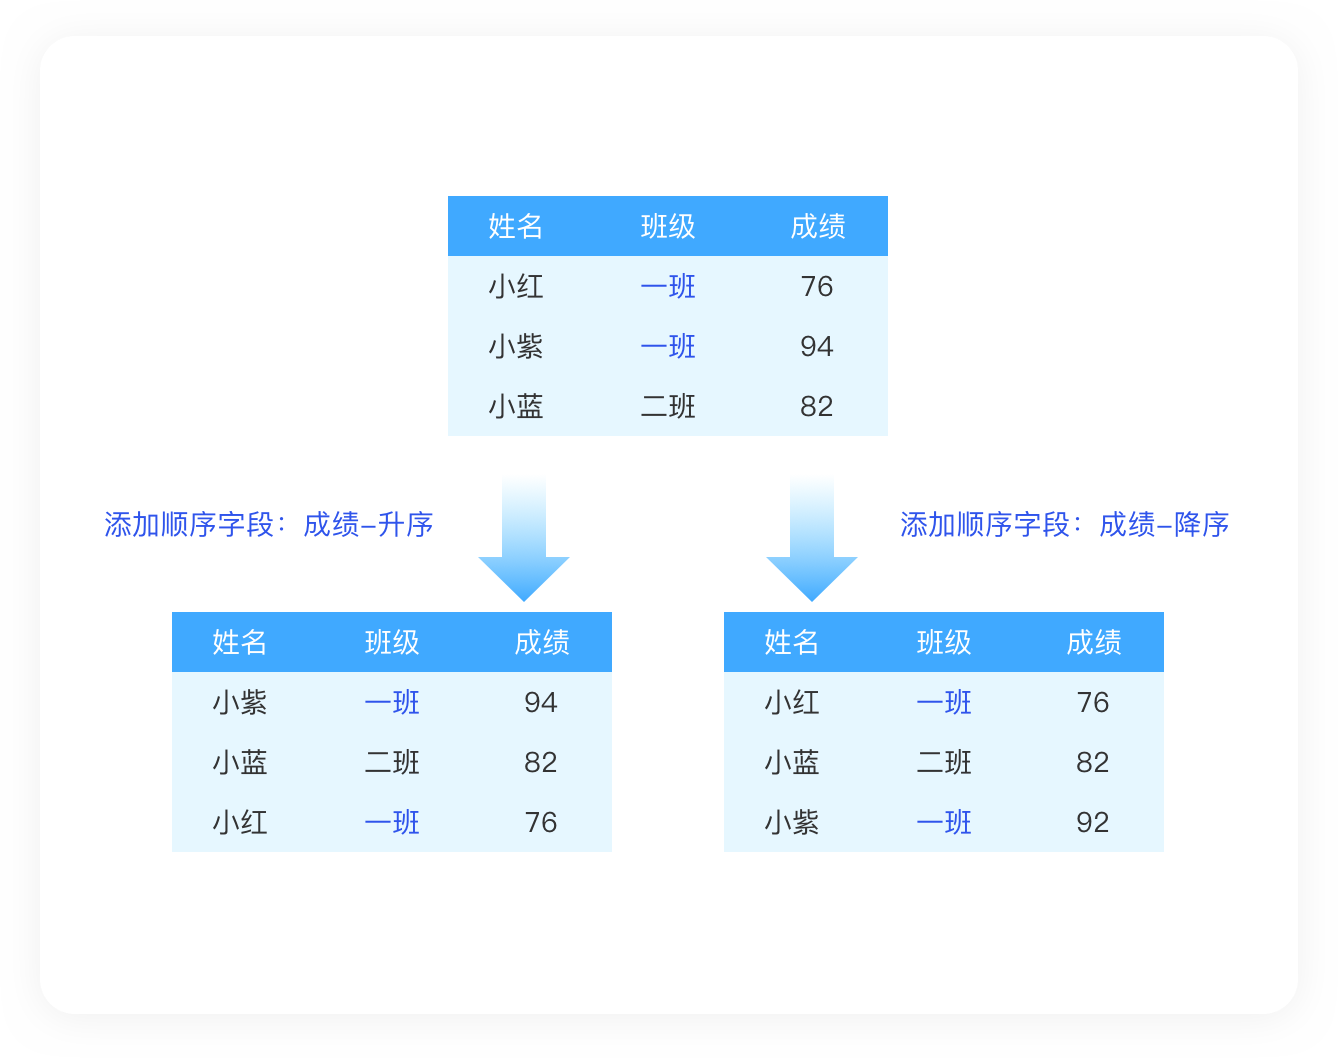 姓名 班级 成绩
小红 一班 76
小紫 一班 94
小蓝 二班 82
添加顺序字段：成绩-升序
添加顺序字段：成绩-降序
姓名 班级 成绩
小紫 一班 94
小蓝 二班 82
小红 一班 76
姓名 班级 成绩
小红 一班 76
小蓝 二班 82
小紫 一班 92